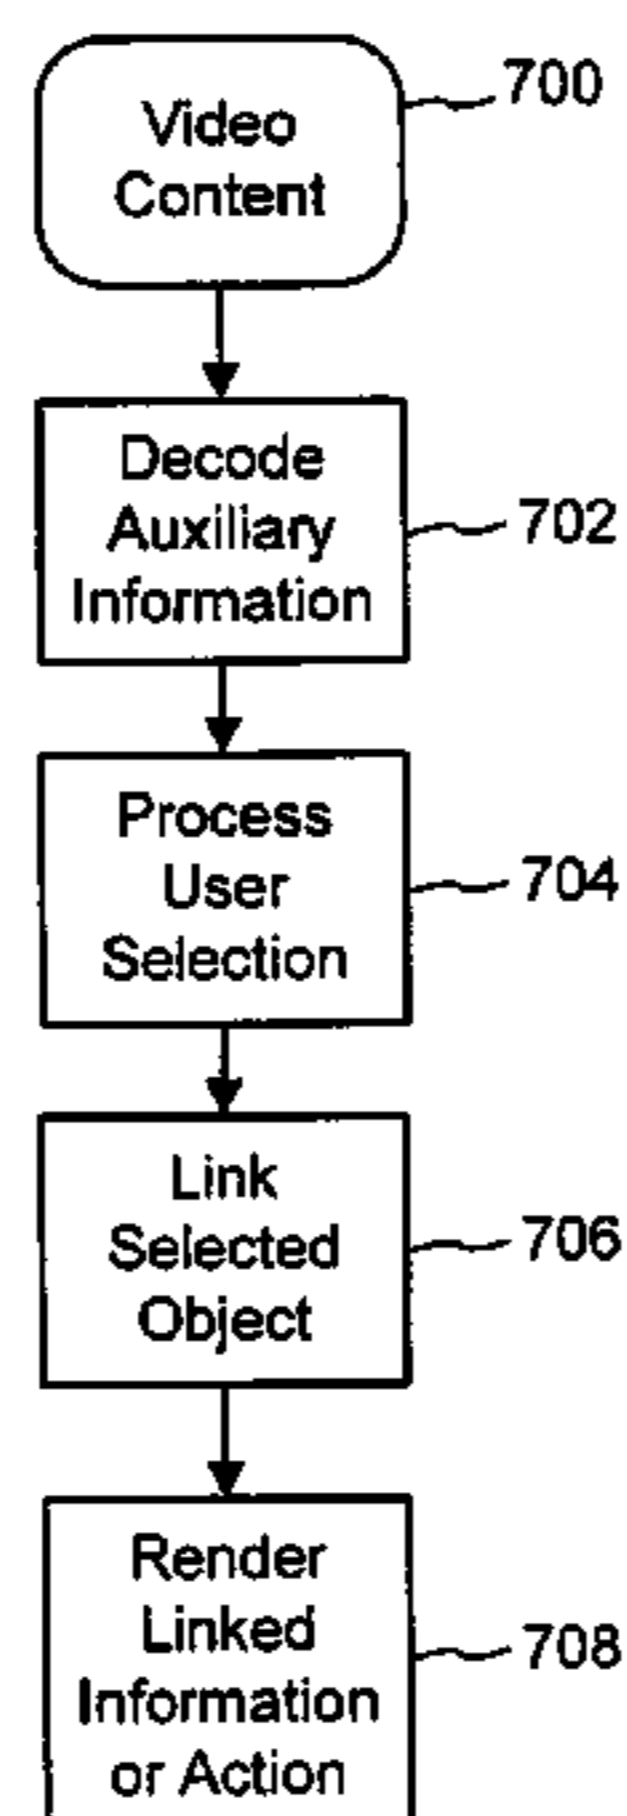 Video
Content
700
Decode
Auxiliary
Information
702
Process
User
Selection
704
Link
Selected
Object
706
Render
Linked
Information
or Action
708